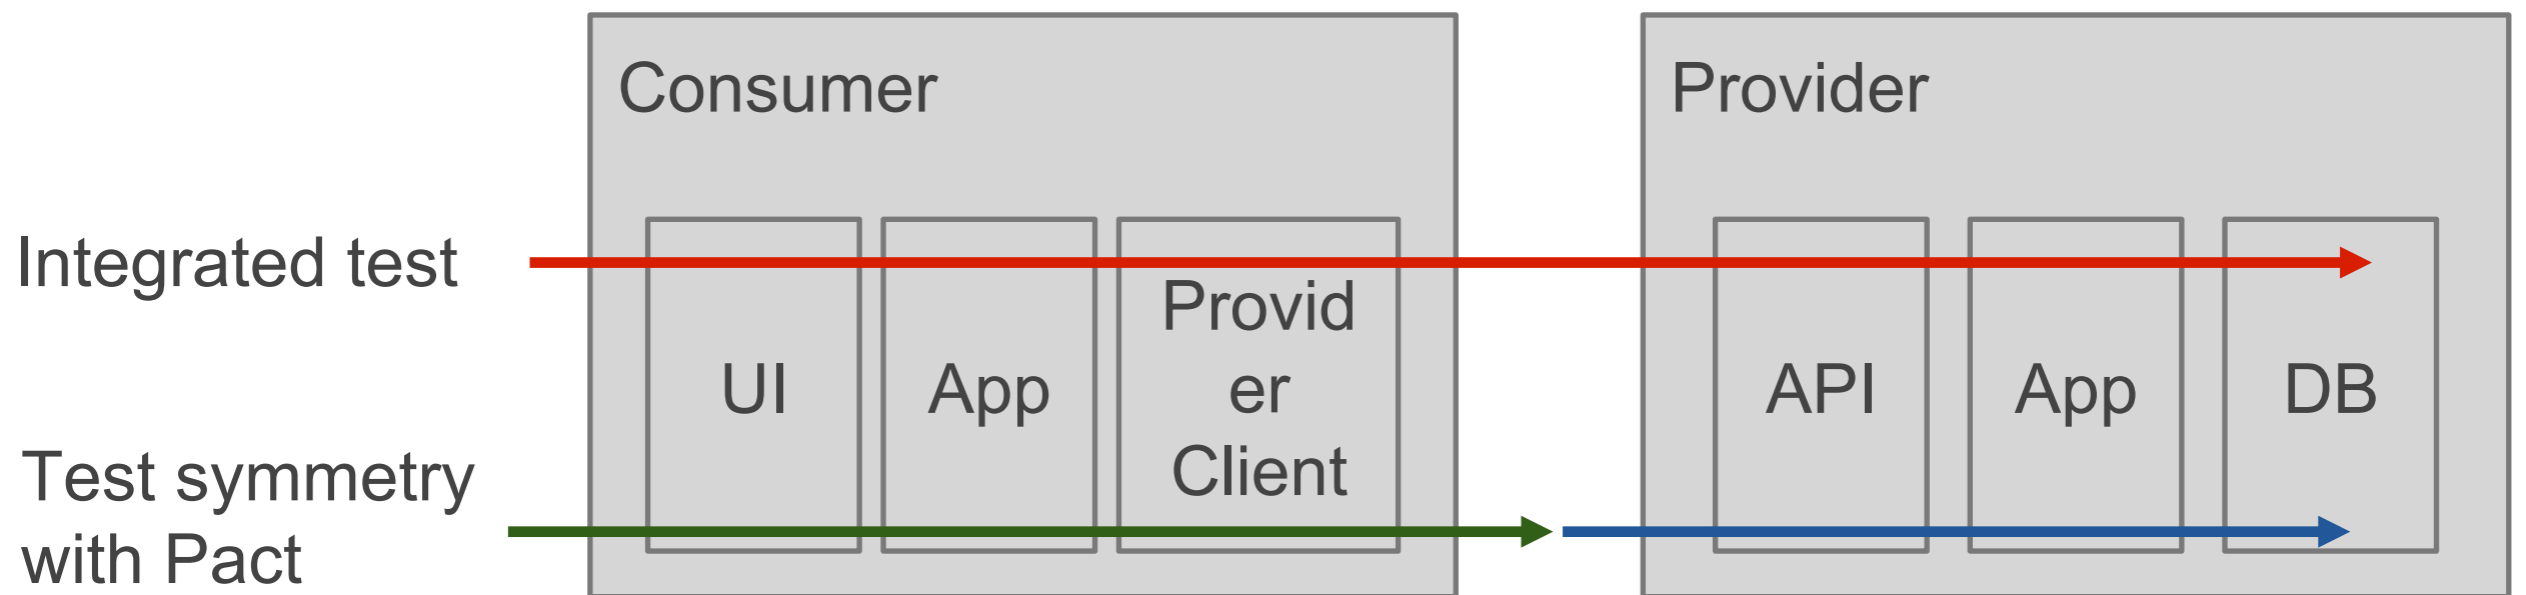 Consumer
Provider
Integrated test
Test symmetry
with Pact
UI
App
Provid
er
Client
API
App
DB